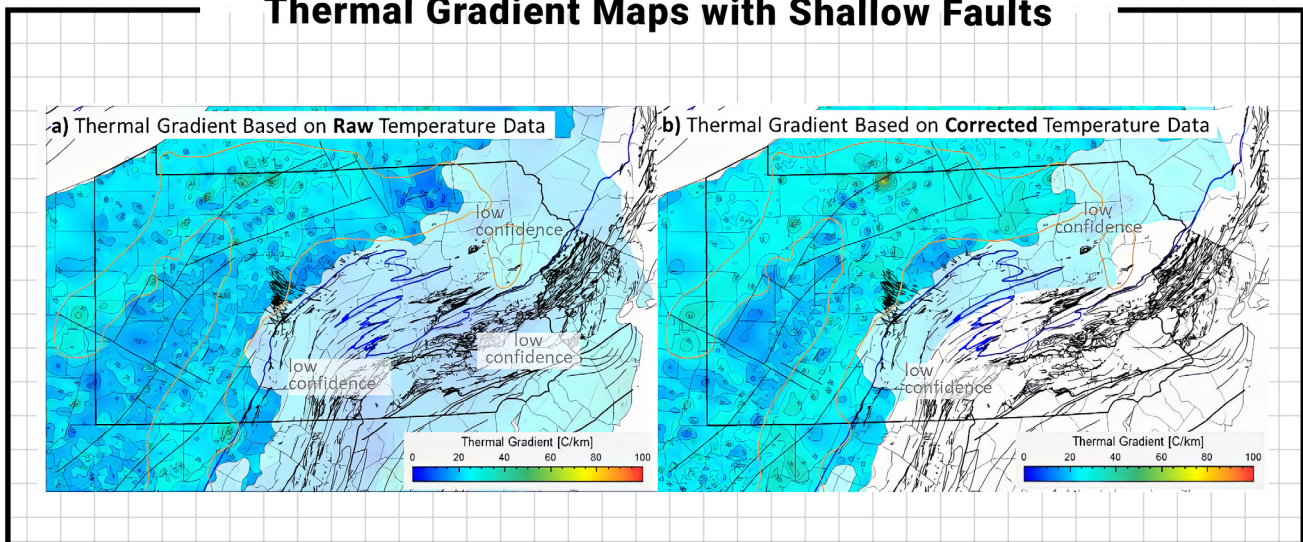 Thermal Gradient Maps with Shallow Faults
a) Thermal Gradient Based on Raw Temperature Data
low
confidence
low
confidence
low
confidence
Thermal Gradient [C/km]
0 20 40 60 80 100
b) Thermal Gradient Based on Corrected Temperature Data
low
confidence
low
confidence
Thermal Gradient [C/km]
0 20 40 60 80 100